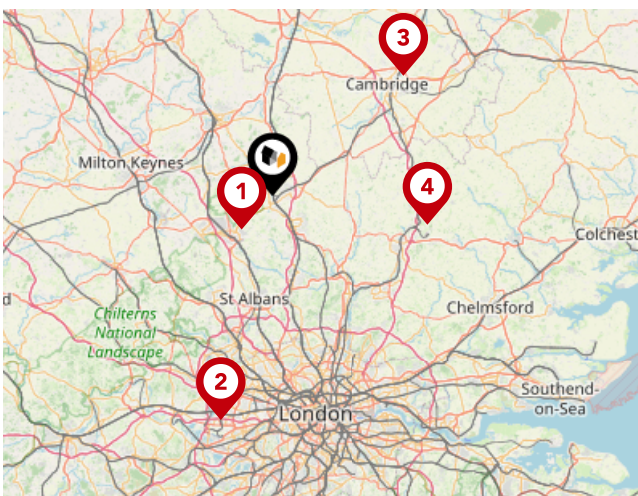 3
Cambridge
Milton Keynes
1
4
Colchest
d
St Albans
Chelmsford
Chilterns
National
Landscape
2
Southend-
on-Sea
London